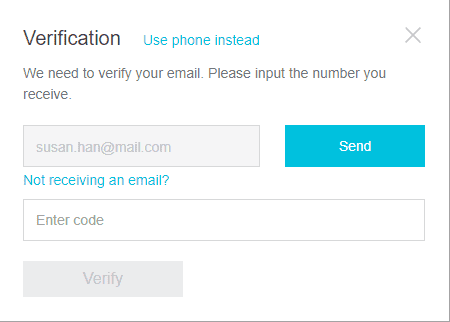 Verification
Use phone instead
We need to verify your email. Please input the number you
receive.
susan.han@mail.com
Send
Not receiving an email?
Enter code
Verify